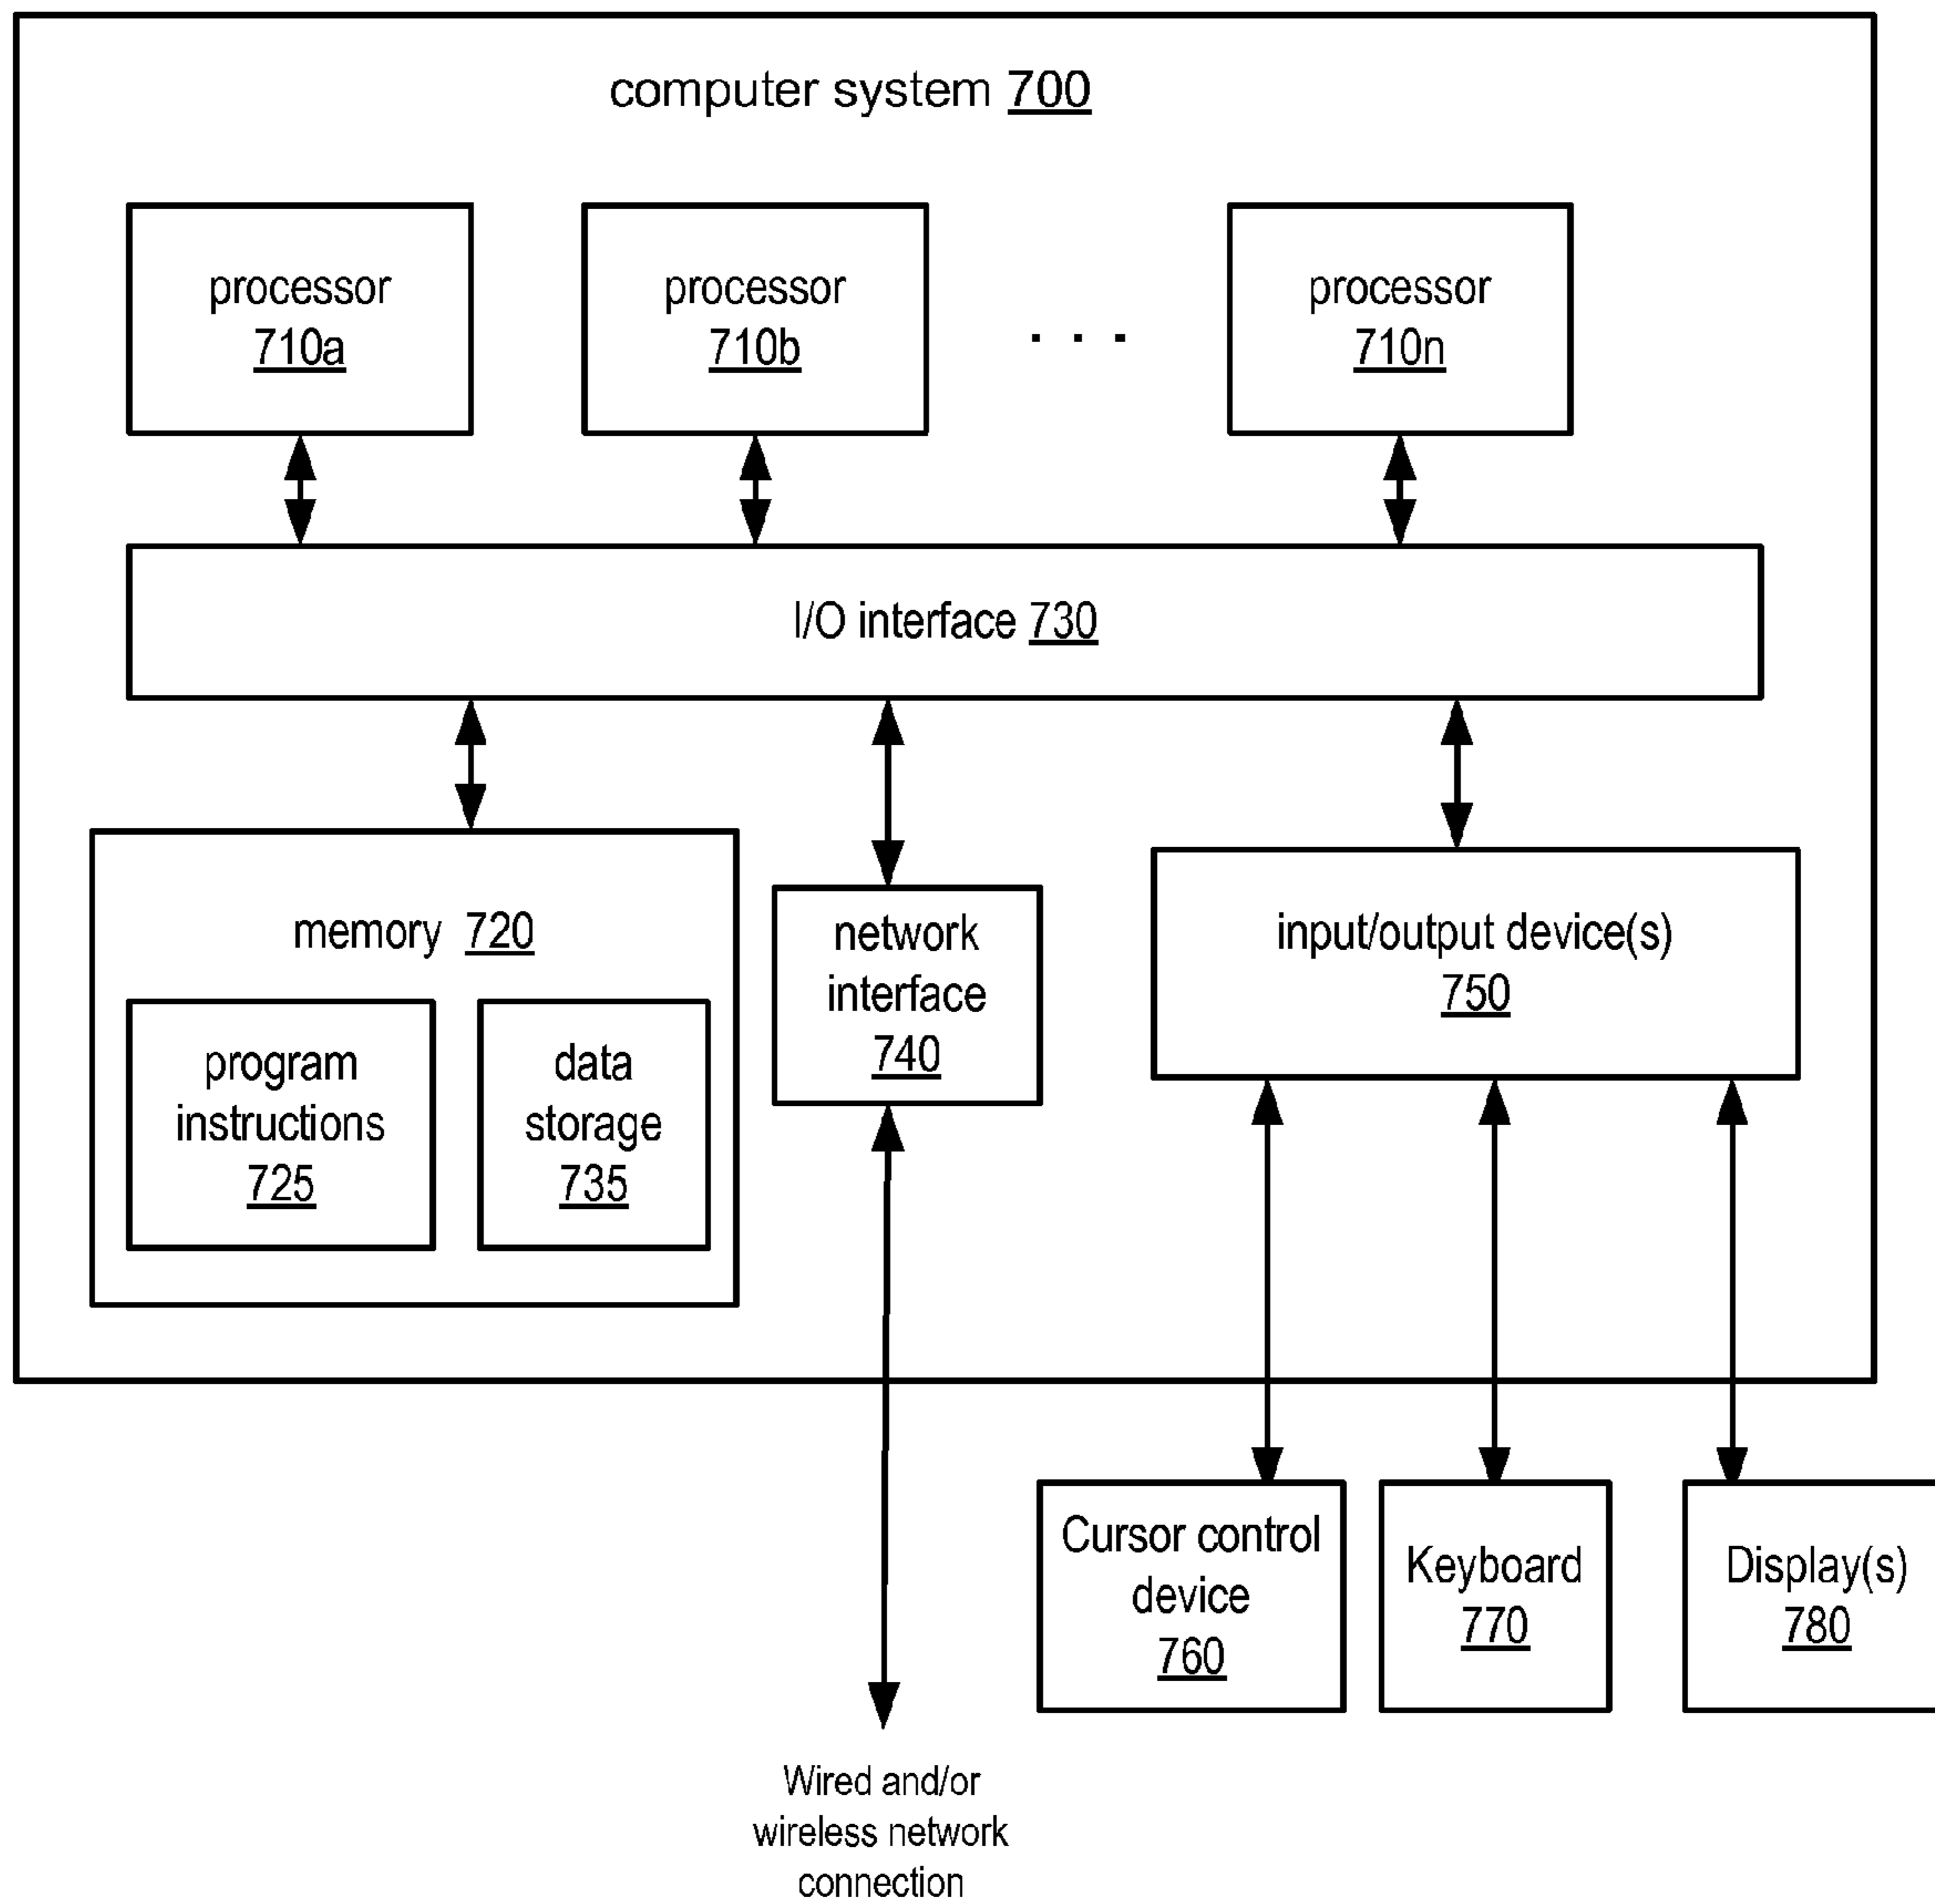 computer system 700
processor
710a
processor
710b
. . .
processor
710n
I/O interface 730
memory 720
program
instructions
725
data
storage
735
network
interface
740
input/output device(s)
750
Cursor control
device
760
Keyboard
770
Display(s)
780
Wired and/or
wireless network
connection